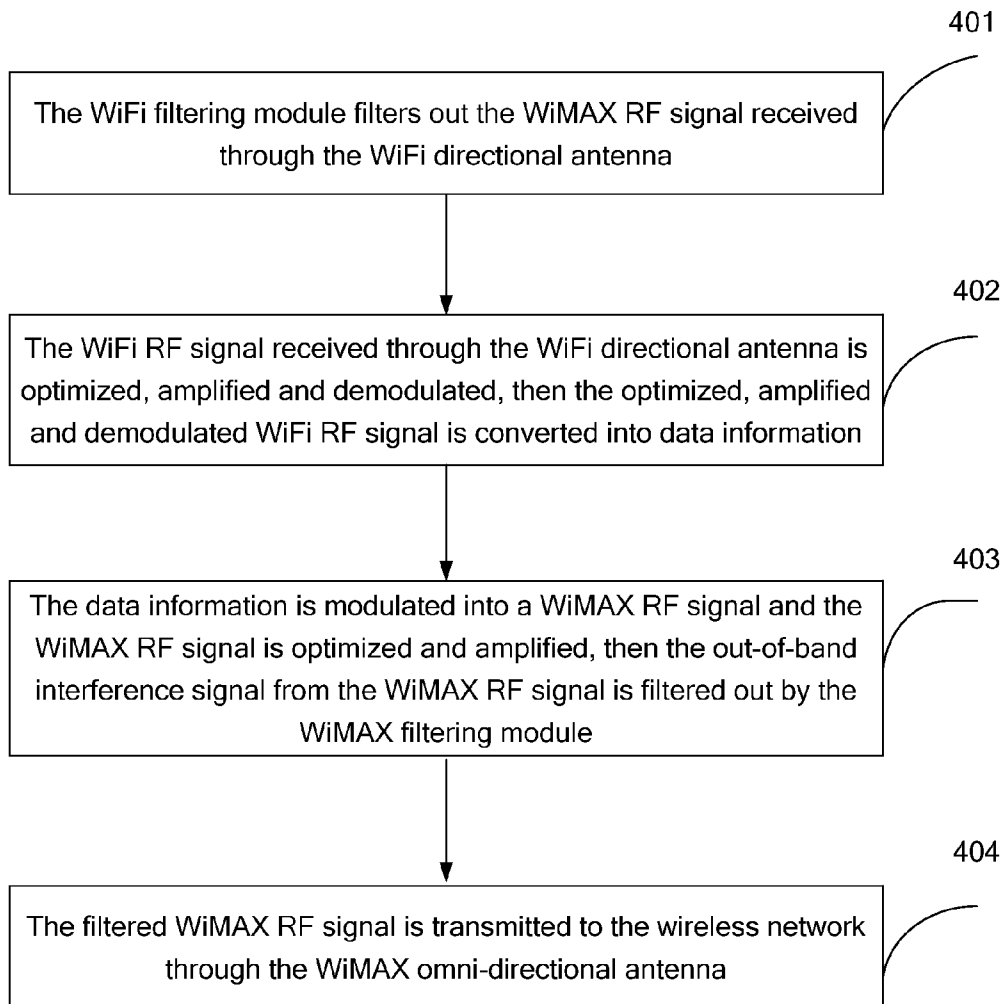 401
The WiFi filtering module filters out the WiMAX RF signal received
through the WiFi directional antenna
402
The WiFi RF signal received through the WiFi directional antenna is
optimized, amplified and demodulated, then the optimized, amplified
and demodulated WiFi RF signal is converted into data information
403
The data information is modulated into a WiMAX RF signal and the
WiMAX RF signal is optimized and amplified, then the out-of-band
interference signal from the WiMAX RF signal is filtered out by the
WiMAX filtering module
404
The filtered WiMAX RF signal is transmitted to the wireless network
through the WiMAX omni-directional antenna